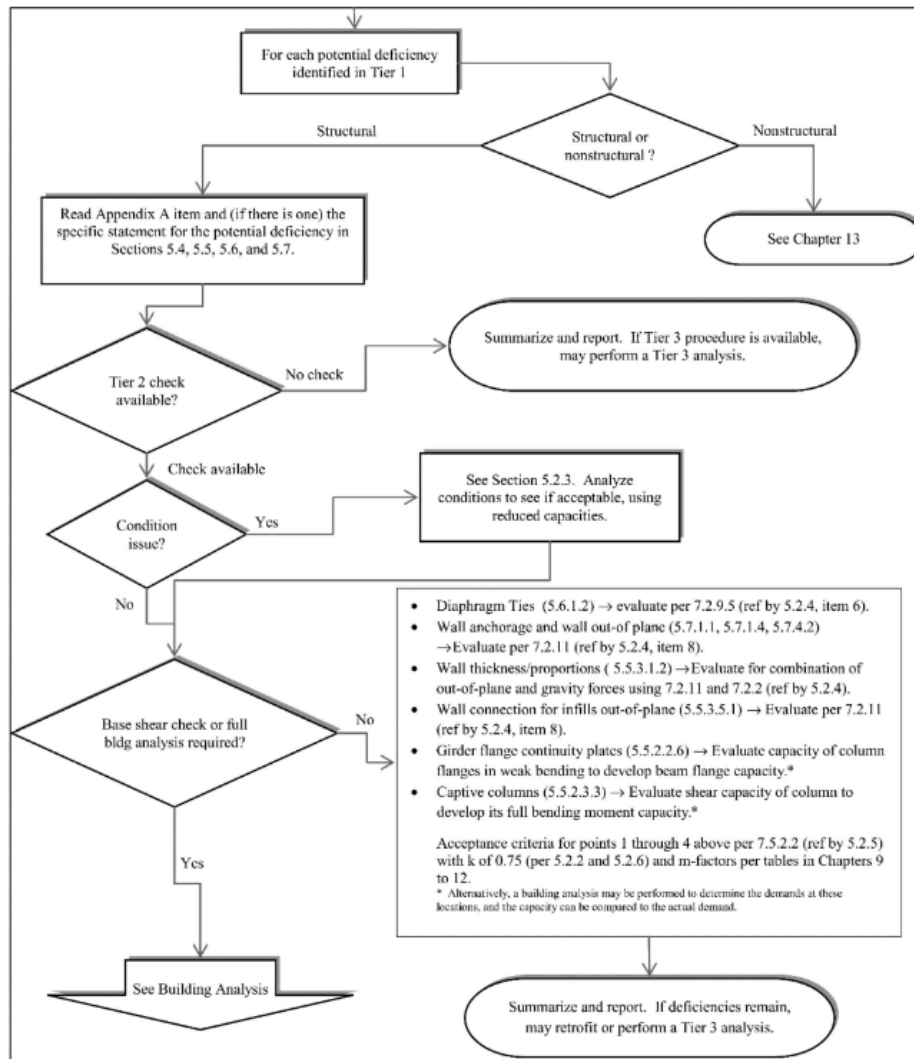 For each potential deficiency
identified in Tier 1
Structural
Structural or
nonstructural ?
Nonstructural
Read Appendix A item and (if there is one) the
specific statement for the potential deficiency in
Sections 5.4, 5.5, 5.6, and 5.7.
See Chapter 13
Tier 2 check
available?
No check
Summarize and report. If Tier 3 procedure is available,
may perform a Tier 3 analysis.
Check available
Condition
issue?
Yes
See Section 5.2.3. Analyze
conditions to see if acceptable, using
reduced capacities.
No
• Diaphragm Ties (5.6.1.2) → evaluate per 7.2.9.5 (ref by 5.2.4, item 6).
• Wall anchorage and wall out-of plane (5.7.1.1, 5.7.1.4, 5.7.4.2)
→Evaluate per 7.2.11 (ref by 5.2.4, item 8).
• Wall thickness/proportions ( 5.5.3.1.2) →Evaluate for combination of
out-of-plane and gravity forces using 7.2.11 and 7.2.2 (ref by 5.2.4).
• Wall connection for infills out-of-plane (5.5.3.5.1) → Evaluate per 7.2.11
(ref by 5.2.4, item 8).
• Girder flange continuity plates (5.5.2.2.6) → Evaluate capacity of column
flanges in weak bending to develop beam flange capacity.*
• Captive columns (5.5.2.3.3) → Evaluate shear capacity of column to
develop its full bending moment capacity.*
Acceptance criteria for points 1 through 4 above per 7.5.2.2 (ref by 5.2.5)
with k of 0.75 (per 5.2.2 and 5.2.6) and m-factors per tables in Chapters 9
to 12.
* Alternatively, a building analysis may be performed to determine the demands at these
locations, and the capacity can be compared to the actual demand.
Base shear check or full
bldg analysis required?
No
Yes
See Building Analysis
Summarize and report. If deficiencies remain,
may retrofit or perform a Tier 3 analysis.